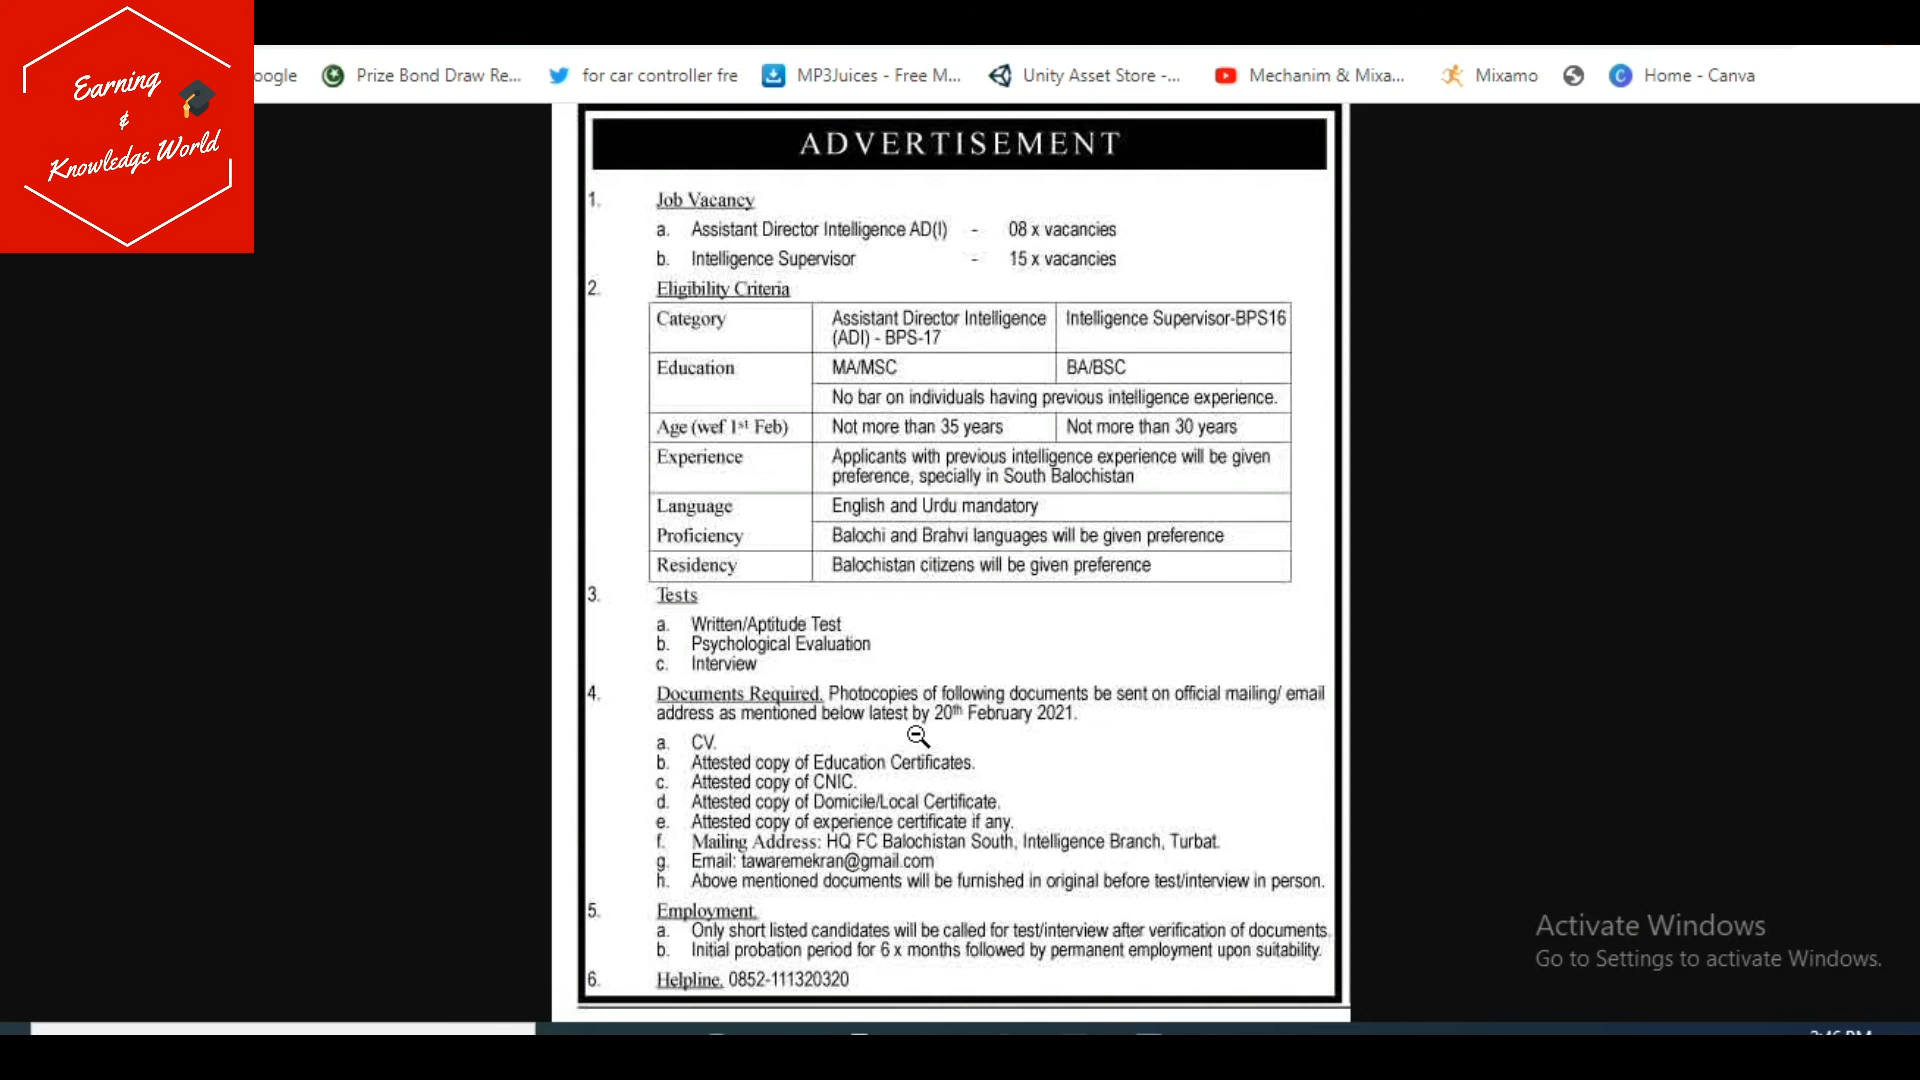 Earning
&
Knowledge World
oogle Prize Bond Draw Re... for car controller fre MP3Juices - Free M... Unity Asset Store -... Mechanim & Mixa... Mixamo Home - Canva
ADVERTISEMENT
1. Job Vacancy
a. Assistant Director Intelligence AD(I) - 08 x vacancies
b. Intelligence Supervisor - 15 x vacancies
2. Eligibility Criteria
Category Assistant Director Intelligence Intelligence Supervisor-BPS16
(ADI) - BPS-17
Education MA/MSC BA/BSC
No bar on individuals having previous intelligence experience.
Age (wef 1st Feb) Not more than 35 years Not more than 30 years
Experience Applicants with previous intelligence experience will be given
preference, specially in South Balochistan
Language English and Urdu mandatory
Proficiency Balochi and Brahvi languages will be given preference
Residency Balochistan citizens will be given preference
3. Tests
a. Written/Aptitude Test
b. Psychological Evaluation
c. Interview
4. Documents Required. Photocopies of following documents be sent on official mailing/ email
address as mentioned below latest by 20th February 2021.
a. CV.
b. Attested copy of Education Certificates.
c. Attested copy of CNIC.
d. Attested copy of Domicile/Local Certificate.
e. Attested copy of experience certificate if any.
f. Mailing Address: HQ FC Balochistan South, Intelligence Branch, Turbat.
g. Email: tawaremekran@gmail.com
h. Above mentioned documents will be furnished in original before test/interview in person.
5. Employment.
a. Only short listed candidates will be called for test/interview after verification of documents.
b. Initial probation period for 6 x months followed by permanent employment upon suitability.
6. Helpline. 0852-111320320
Activate Windows
Go to Settings to activate Windows.